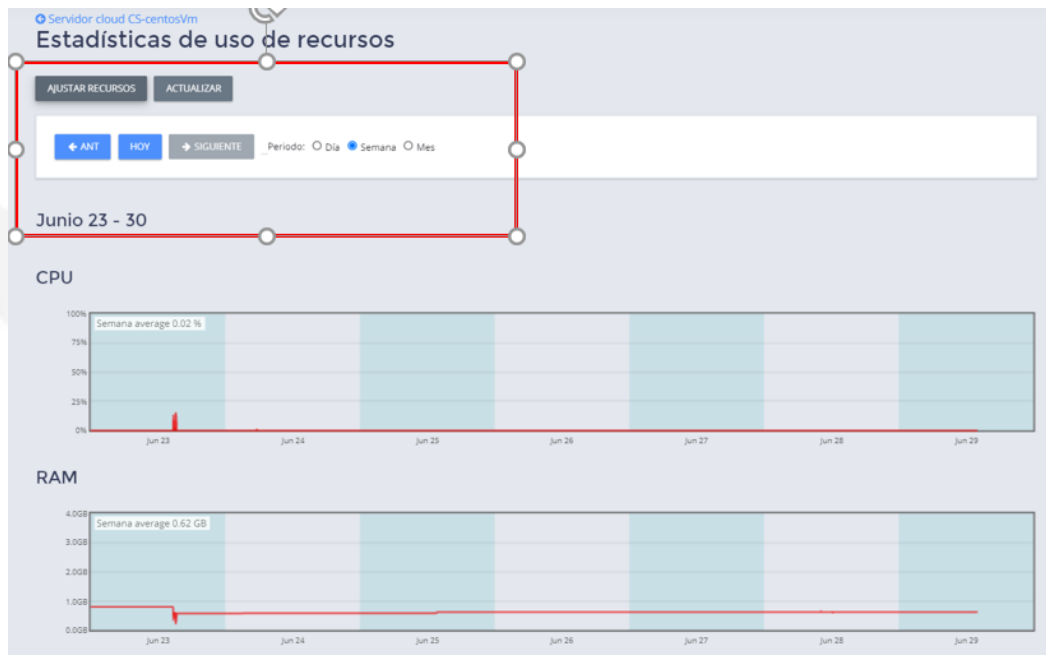 Servidor cloud CS-centosVm
Estadísticas de uso de recursos
AJUSTAR RECURSOS ACTUALIZAR
ANT HOY SIGUIENTE _Periodo: Día Semana Mes
Junio 23 - 30
CPU
100%
Semana average 0.02 %
75%
50%
25%
0%
Jun 23 Jun 24 Jun 25 Jun 26 Jun 27 Jun 28 Jun 29
RAM
4.0GB
Semana average 0.62 GB
3.0GB
2.0GB
1.0GB
0.0GB
Jun 23 Jun 24 Jun 25 Jun 26 Jun 27 Jun 28 Jun 29